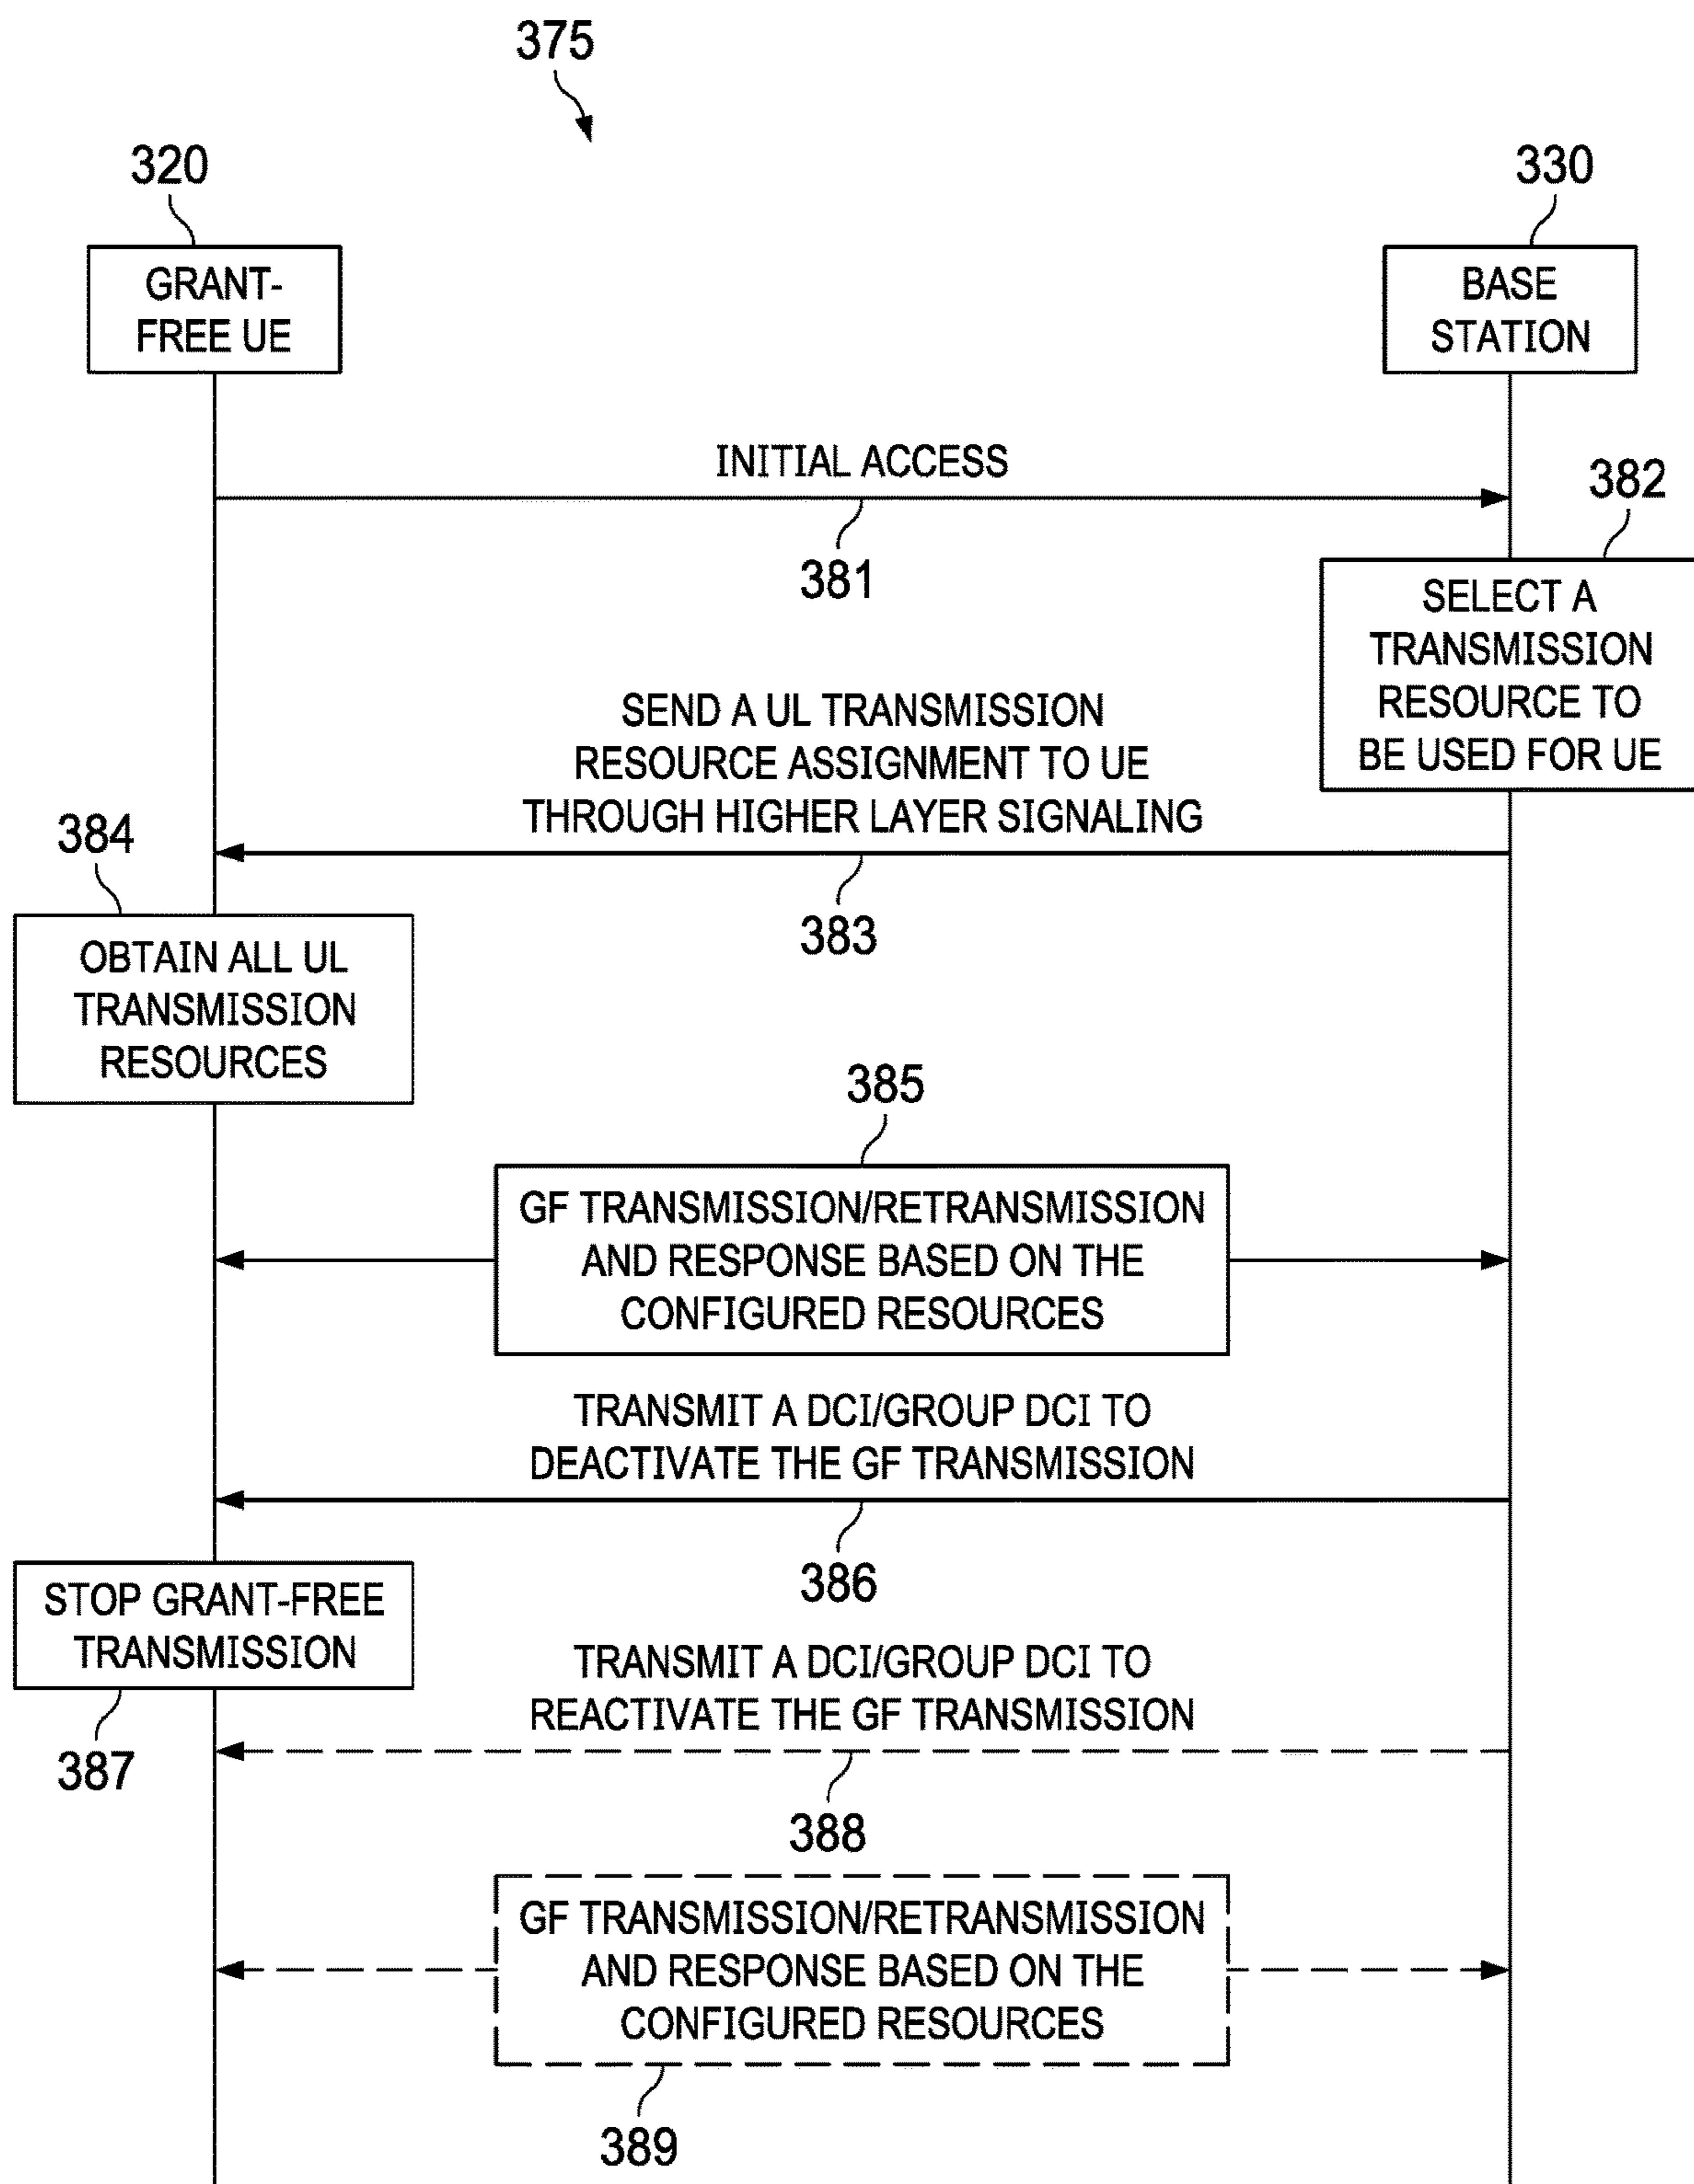 375
320
330
GRANT-
FREE UE
BASE
STATION
INITIAL ACCESS
381
382
SELECT A
TRANSMISSION
RESOURCE TO
BE USED FOR UE
SEND A UL TRANSMISSION
RESOURCE ASSIGNMENT TO UE
THROUGH HIGHER LAYER SIGNALING
383
384
OBTAIN ALL UL
TRANSMISSION
RESOURCES
385
GF TRANSMISSION/RETRANSMISSION
AND RESPONSE BASED ON THE
CONFIGURED RESOURCES
TRANSMIT A DCI/GROUP DCI TO
DEACTIVATE THE GF TRANSMISSION
386
STOP GRANT-FREE
TRANSMISSION
387
TRANSMIT A DCI/GROUP DCI TO
REACTIVATE THE GF TRANSMISSION
388
GF TRANSMISSION/RETRANSMISSION
AND RESPONSE BASED ON THE
CONFIGURED RESOURCES
389